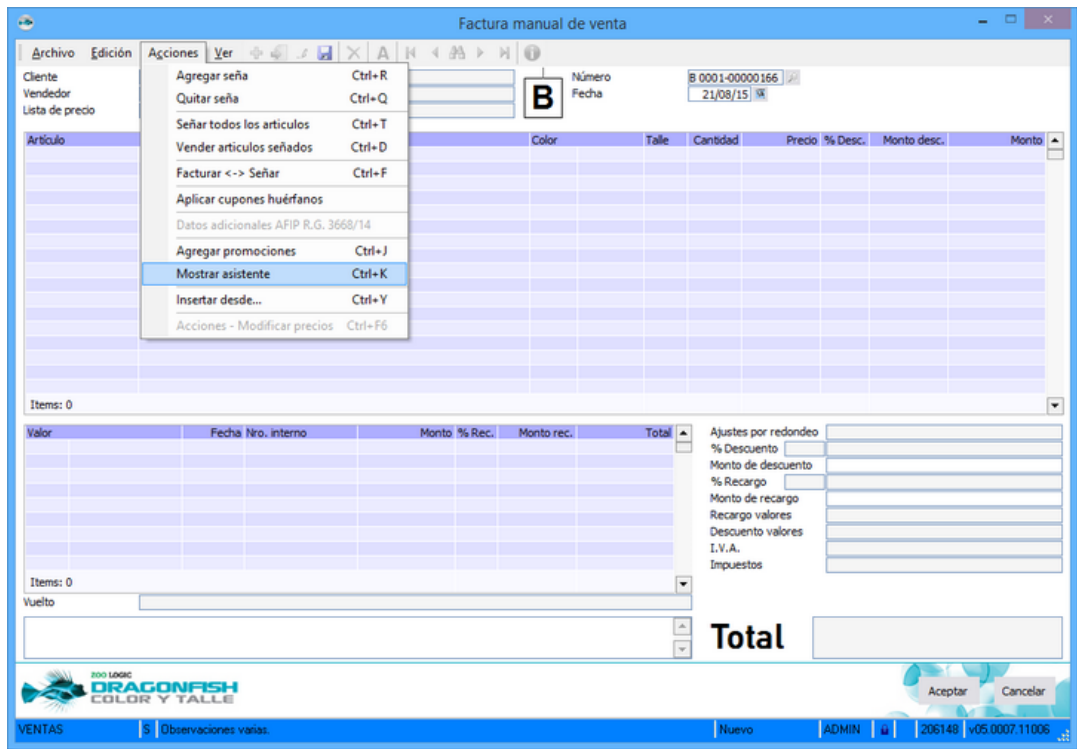 Factura manual de venta
Archivo Edición Acciones Ver
Cliente
Vendedor
Lista de precio
B
Número B 0001-00000166
Fecha 21/08/15
Agregar seña Ctrl+R
Quitar seña Ctrl+Q
Señar todos los articulos Ctrl+T
Vender articulos señados Ctrl+D
Facturar <-> Señar Ctrl+F
Aplicar cupones huérfanos
Datos adicionales AFIP R.G. 3668/14
Agregar promociones Ctrl+J
Mostrar asistente Ctrl+K
Insertar desde... Ctrl+Y
Acciones - Modificar precios Ctrl+F6
Artículo Color Talle Cantidad Precio % Desc. Monto desc. Monto
Items: 0
Valor Fecha Nro. interno Monto % Rec. Monto rec. Total
Items: 0
Vuelto
Ajustes por redondeo
% Descuento
Monto de descuento
% Recargo
Monto de recargo
Recargo valores
Descuento valores
I.V.A.
Impuestos
Total
ZOO LOGIC
DRAGONFISH
COLOR Y TALLE
Aceptar Cancelar
VENTAS S Observaciones varias. Nuevo ADMIN 206148 v05.0007.11006